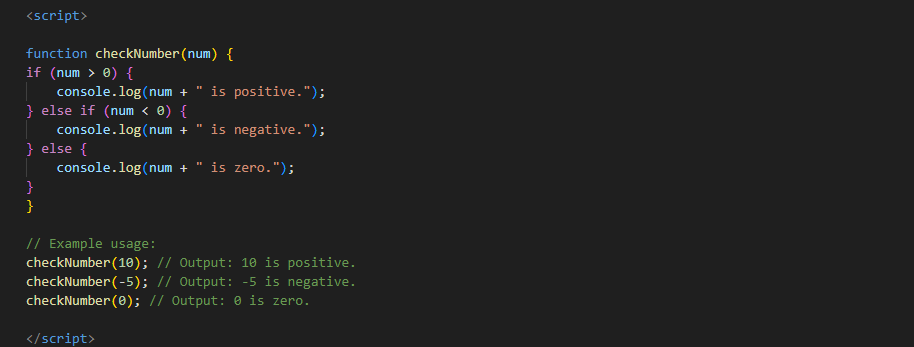 <script>
function checkNumber(num) {
if (num > 0) {
console.log(num + " is positive.");
} else if (num < 0) {
console.log(num + " is negative.");
} else {
console.log(num + " is zero.");
}
}
// Example usage:
checkNumber(10); // Output: 10 is positive.
checkNumber(-5); // Output: -5 is negative.
checkNumber(0); // Output: 0 is zero.
</script>